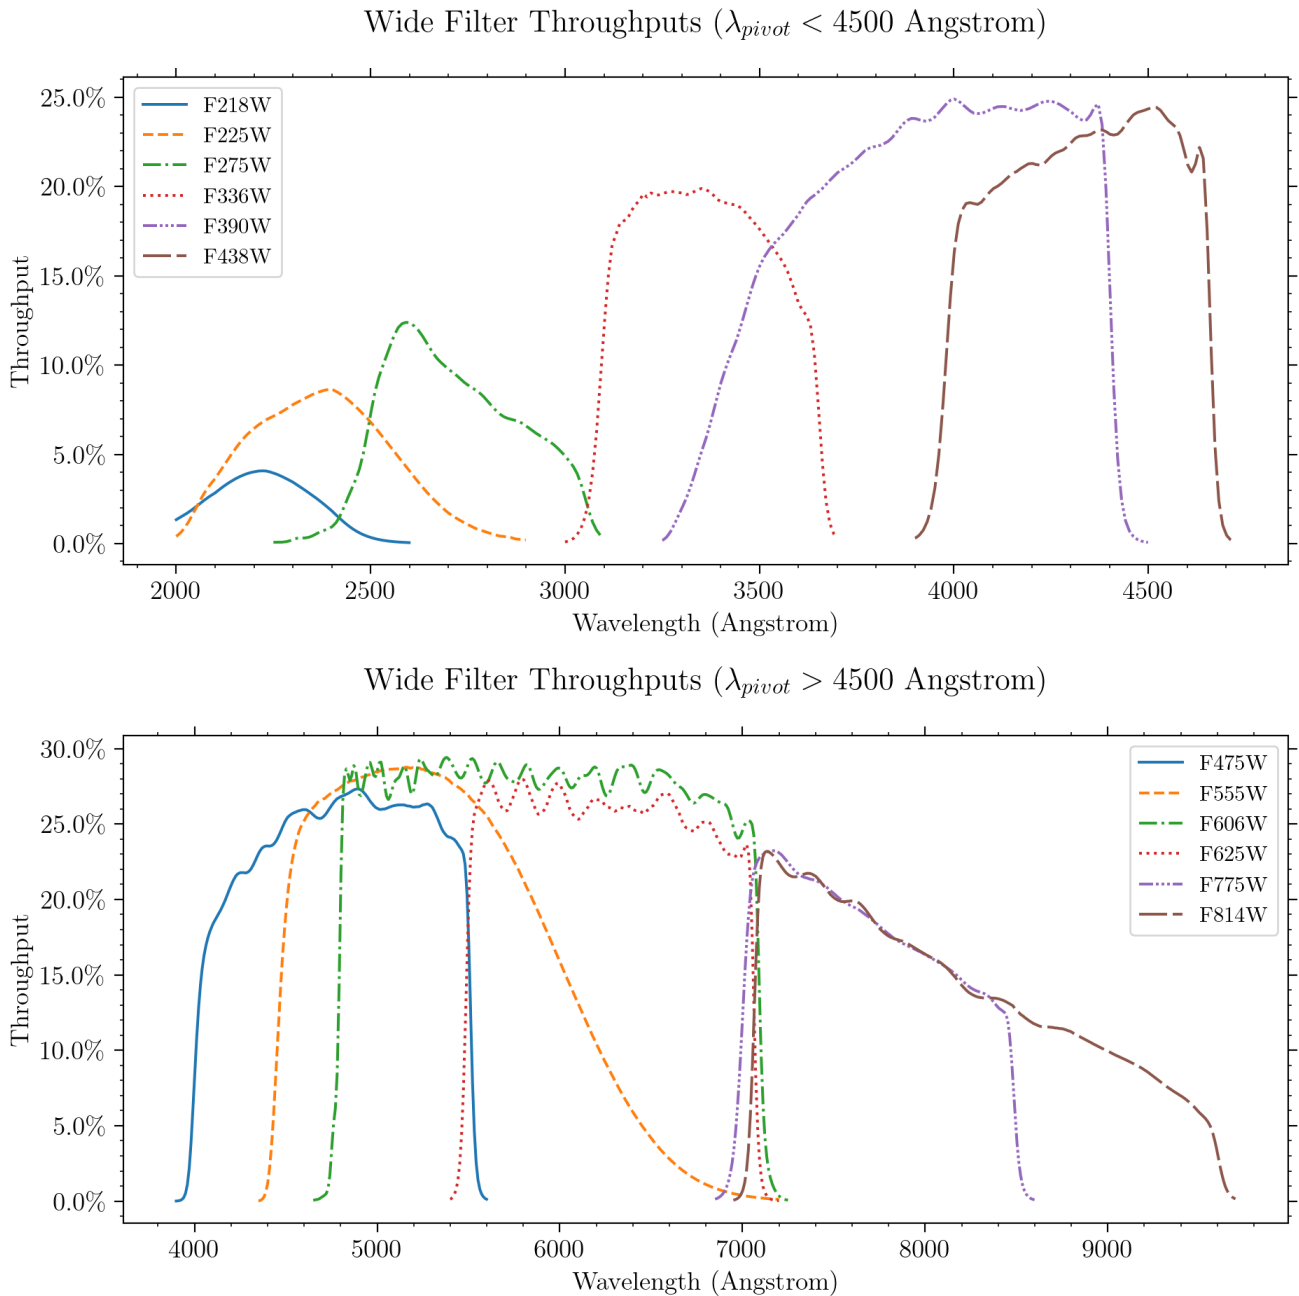 Wide Filter Throughputs (λpivot < 4500 Angstrom)
25.0%
20.0%
15.0%
10.0%
5.0%
0.0%
Throughput
F218W
F225W
F275W
F336W
F390W
F438W
2000 2500 3000 3500 4000 4500
Wavelength (Angstrom)
Wide Filter Throughputs (λpivot > 4500 Angstrom)
30.0%
25.0%
20.0%
15.0%
10.0%
5.0%
0.0%
Throughput
F475W
F555W
F606W
F625W
F775W
F814W
4000 5000 6000 7000 8000 9000
Wavelength (Angstrom)